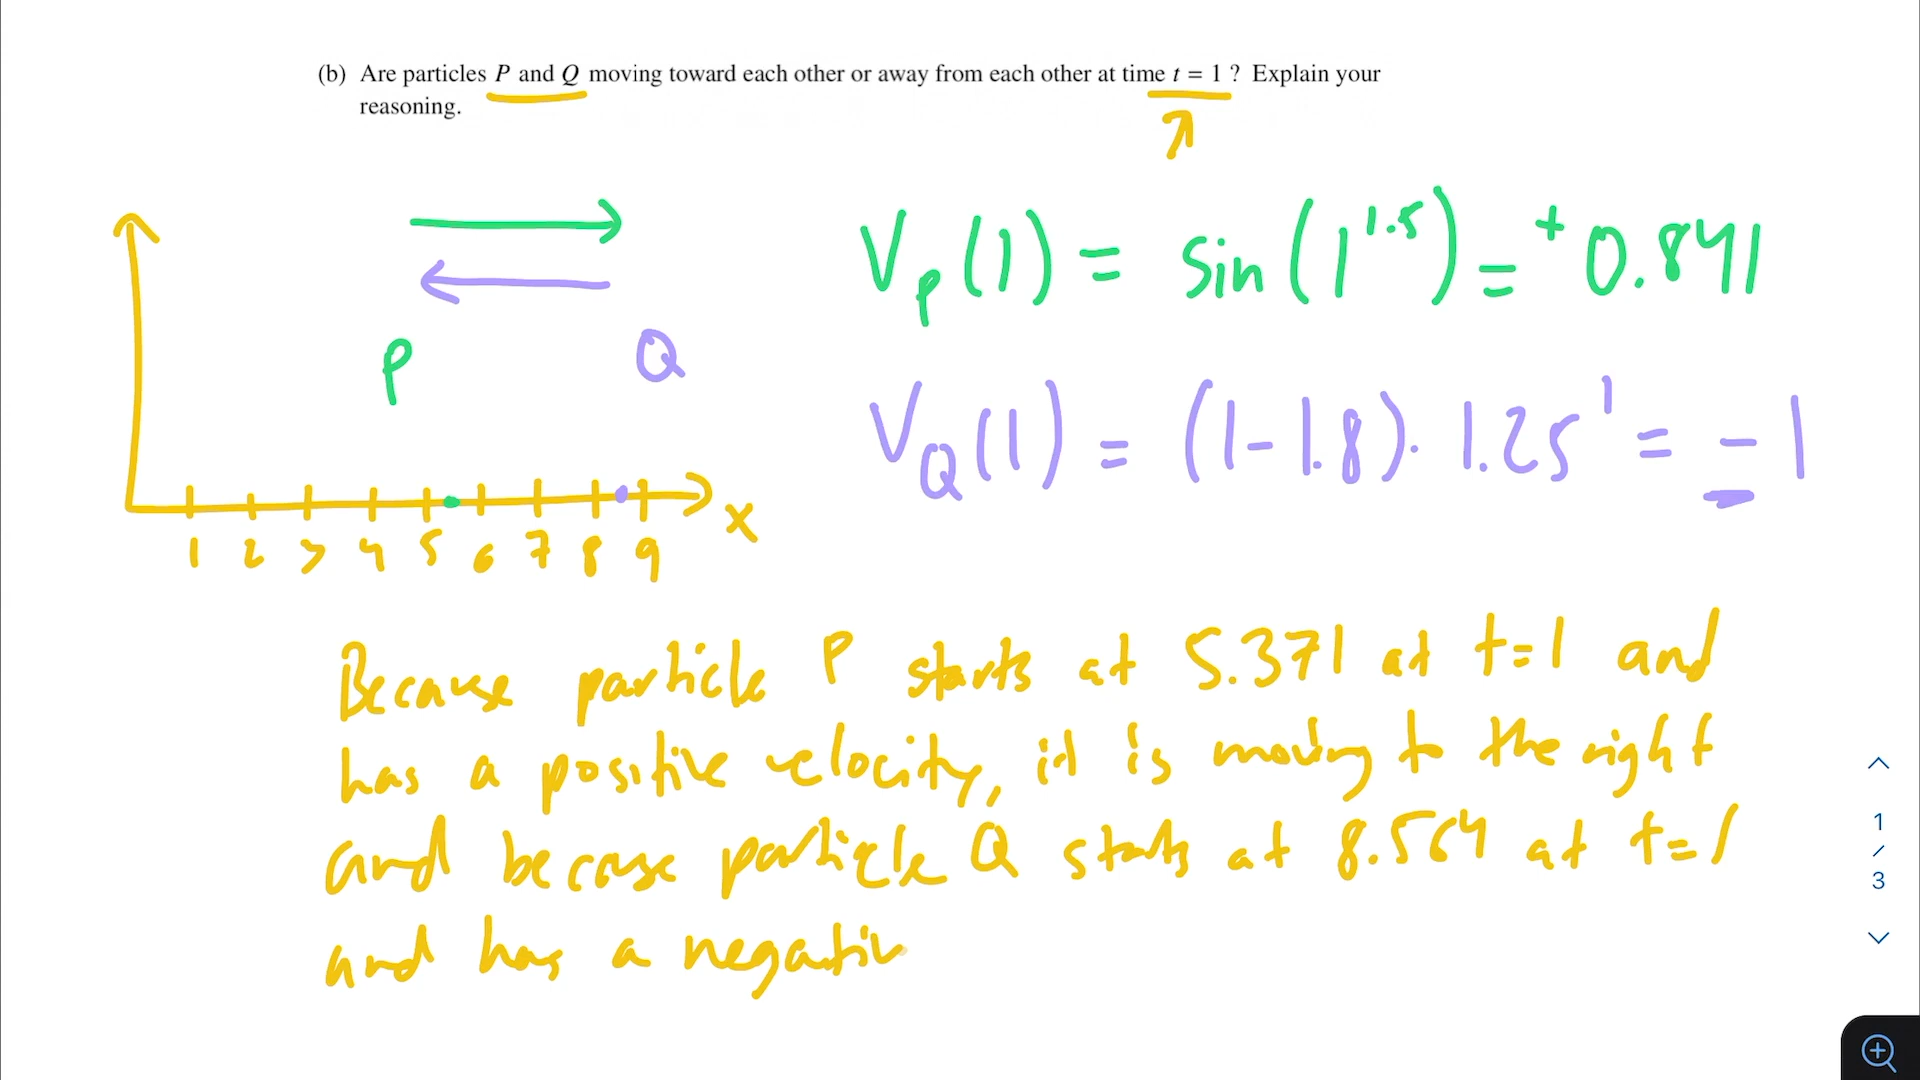 (b) Are particles P and Q moving toward each other or away from each other at time t = 1 ? Explain your
reasoning.
V_P(1) = sin(1^1.5) = +0.841
P
Q
V_Q(1) = (1-1.8)·1.25^1 = -1
x
1 2 3 4 5 6 7 8 9
Because particle P starts at 5.371 at t=1 and
has a positive velocity, it is moving to the right
and because particle Q starts at 8.564 at t=1
and has a negativ
1
/
3